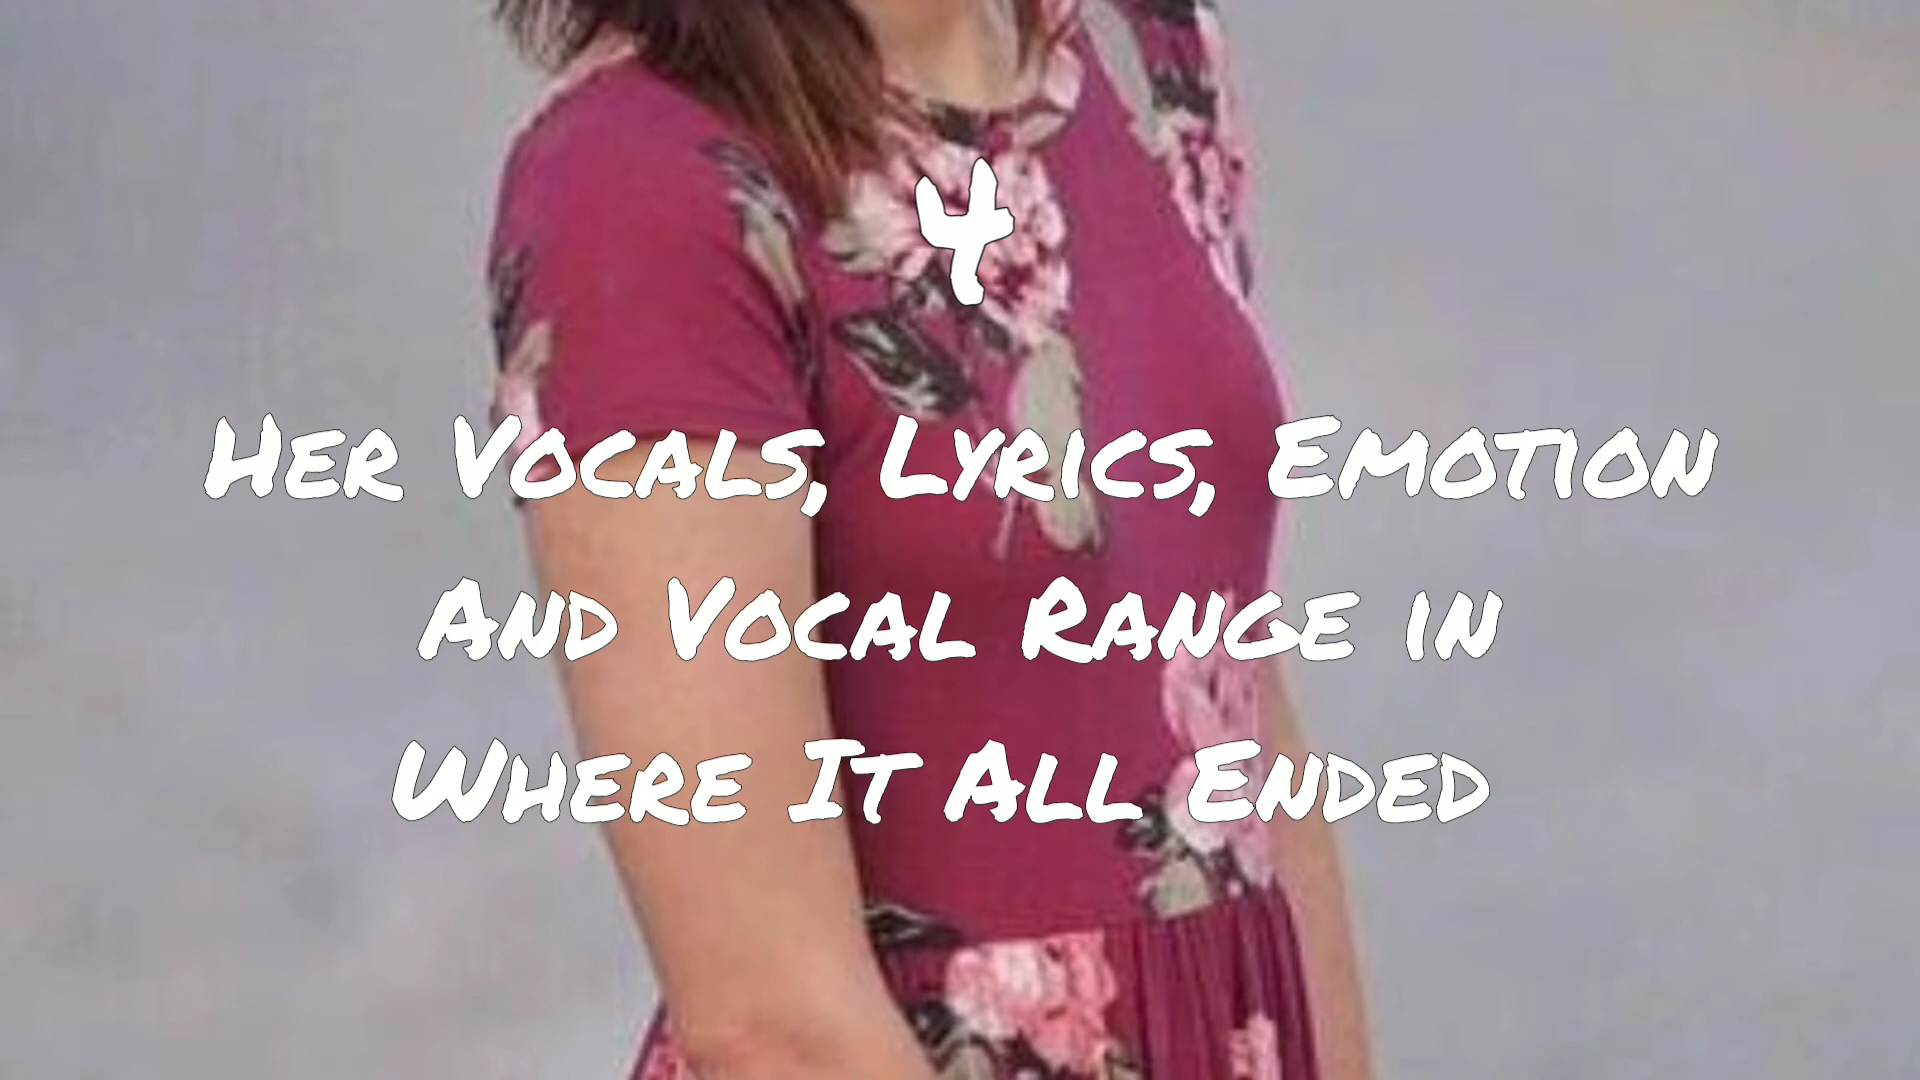 4
Her Vocals, Lyrics, Emotion
And Vocal Range in
Where It All Ended